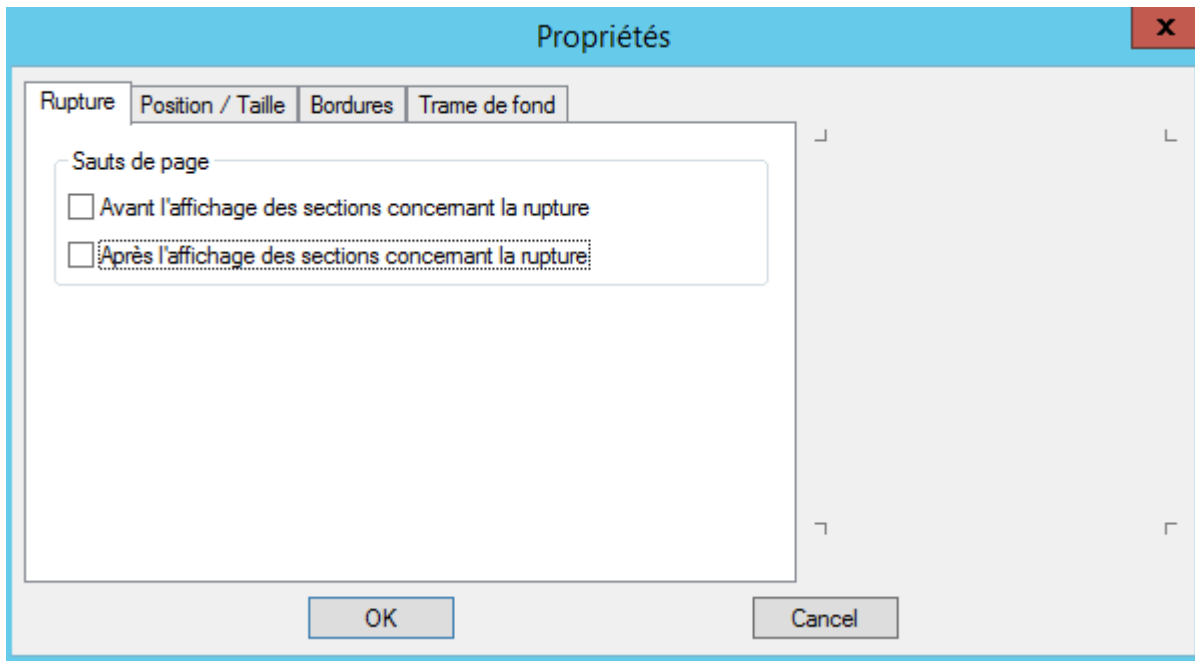 Propriétés
x
Rupture
Position / Taille
Bordures
Trame de fond
Sauts de page
Avant l'affichage des sections concernant la rupture
Après l'affichage des sections concernant la rupture
OK
Cancel